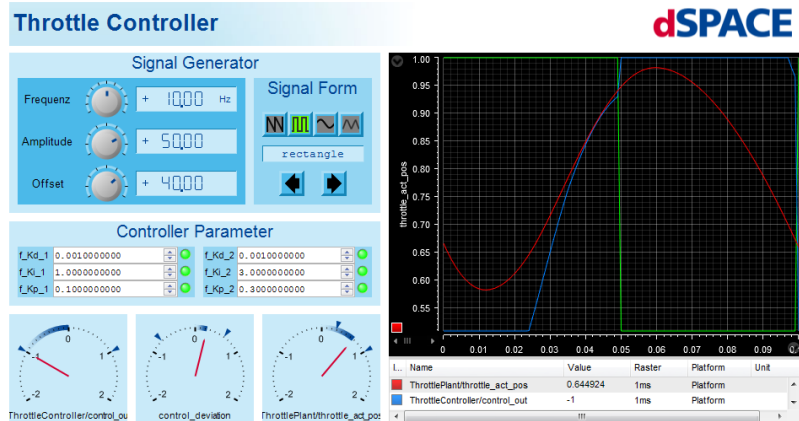 Throttle Controller
dSPACE
Signal Generator
Frequenz + 10,00 Hz
Amplitude + 50,00
Offset + 40,00
Signal Form
rectangle
Controller Parameter
f_Kd_1 0.0010000000 f_Kd_2 0.0010000000
f_Ki_1 1.0000000000 f_Ki_2 3.0000000000
f_Kp_1 0.1000000000 f_Kp_2 0.3000000000
-2 -1 0 1 2
ThrottleController/control_ou
-2 -1 0 1 2
control_deviation
-2 -1 0 1 2
ThrottlePlant/throttle_act_pos
throttle_act_pos
1.00
0.95
0.90
0.85
0.80
0.75
0.70
0.65
0.60
0.55
0 0.01 0.02 0.03 0.04 0.05 0.06 0.07 0.08 0.09
I... Name Value Raster Platform Unit
ThrottlePlant/throttle_act_pos 0.644924 1ms Platform
ThrottleController/control_out -1 1ms Platform